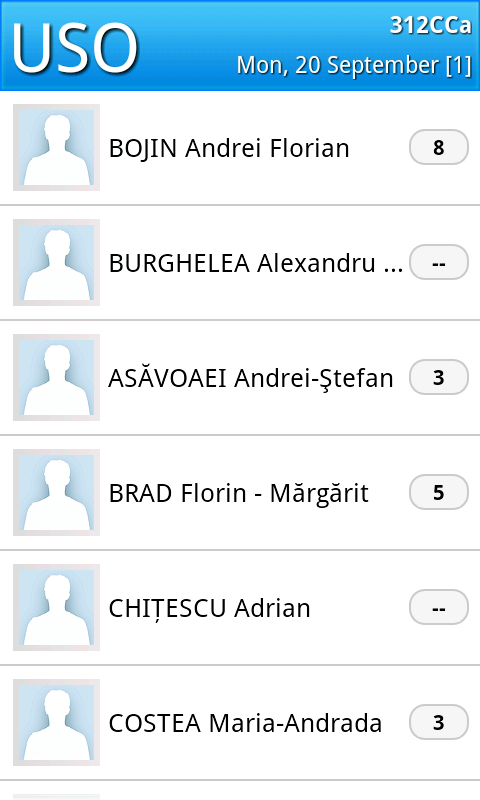 USO
312CCa
Mon, 20 September [1]
BOJIN Andrei Florian 8
BURGHELEA Alexandru ... --
ASĂVOAEI Andrei-Ştefan 3
BRAD Florin - Mărgărit 5
CHIȚESCU Adrian --
COSTEA Maria-Andrada 3